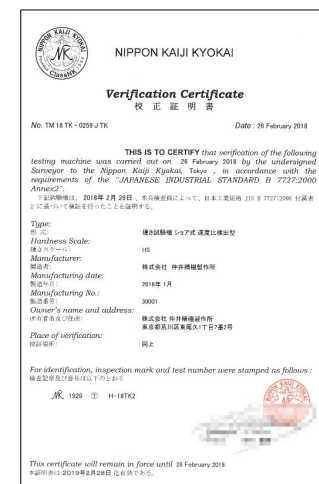 NIPPON KAIJI KYOKAI
ClassNK
NIPPON KAIJI KYOKAI
Verification Certificate
校 正 証 明 書
No. TM 18 TK-0259 J TK
Date : 26 February 2018
THIS IS TO CERTIFY that verification of the following
testing machine was carried out on 26 February 2018 by the undersigned
Surveyor to the Nippon Kaiji Kyokai, Tokyo , in accordance with the
requirements of the "JAPANESE INDUSTRIAL STANDARD B 7727:2000
Annex2".
下記試験機は、2018年 2月 26日 、本会検査員によって、日本工業規格 JIS B 7727:2000 付属書
2 に基づいて検証を行ったことを証明する。
Type:
形 式: 硬さ試験機 ショア式 速度比検出型
Hardness Scale:
硬さスケール: HS
Manufacturer:
製造者: 株式会社 仲井精機製作所
Manufacturing date:
製造年月: 2018年 1月
Manufacturing No.:
製造番号: 30001
Owner's name and address:
所有者名及び住所: 株式会社 仲井精機製作所
東京都荒川区東尾久1丁目7番2号
Place of verification:
検証場所: 同上
For identification, inspection mark and test number were stamped as follows :
検査記章及び番号は以下のとおり
NK 1929 Ⓣ H-18TK2
This certificate will remain in force until 28 February 2019.
本証明書は 2019年2月28日 迄有効である。